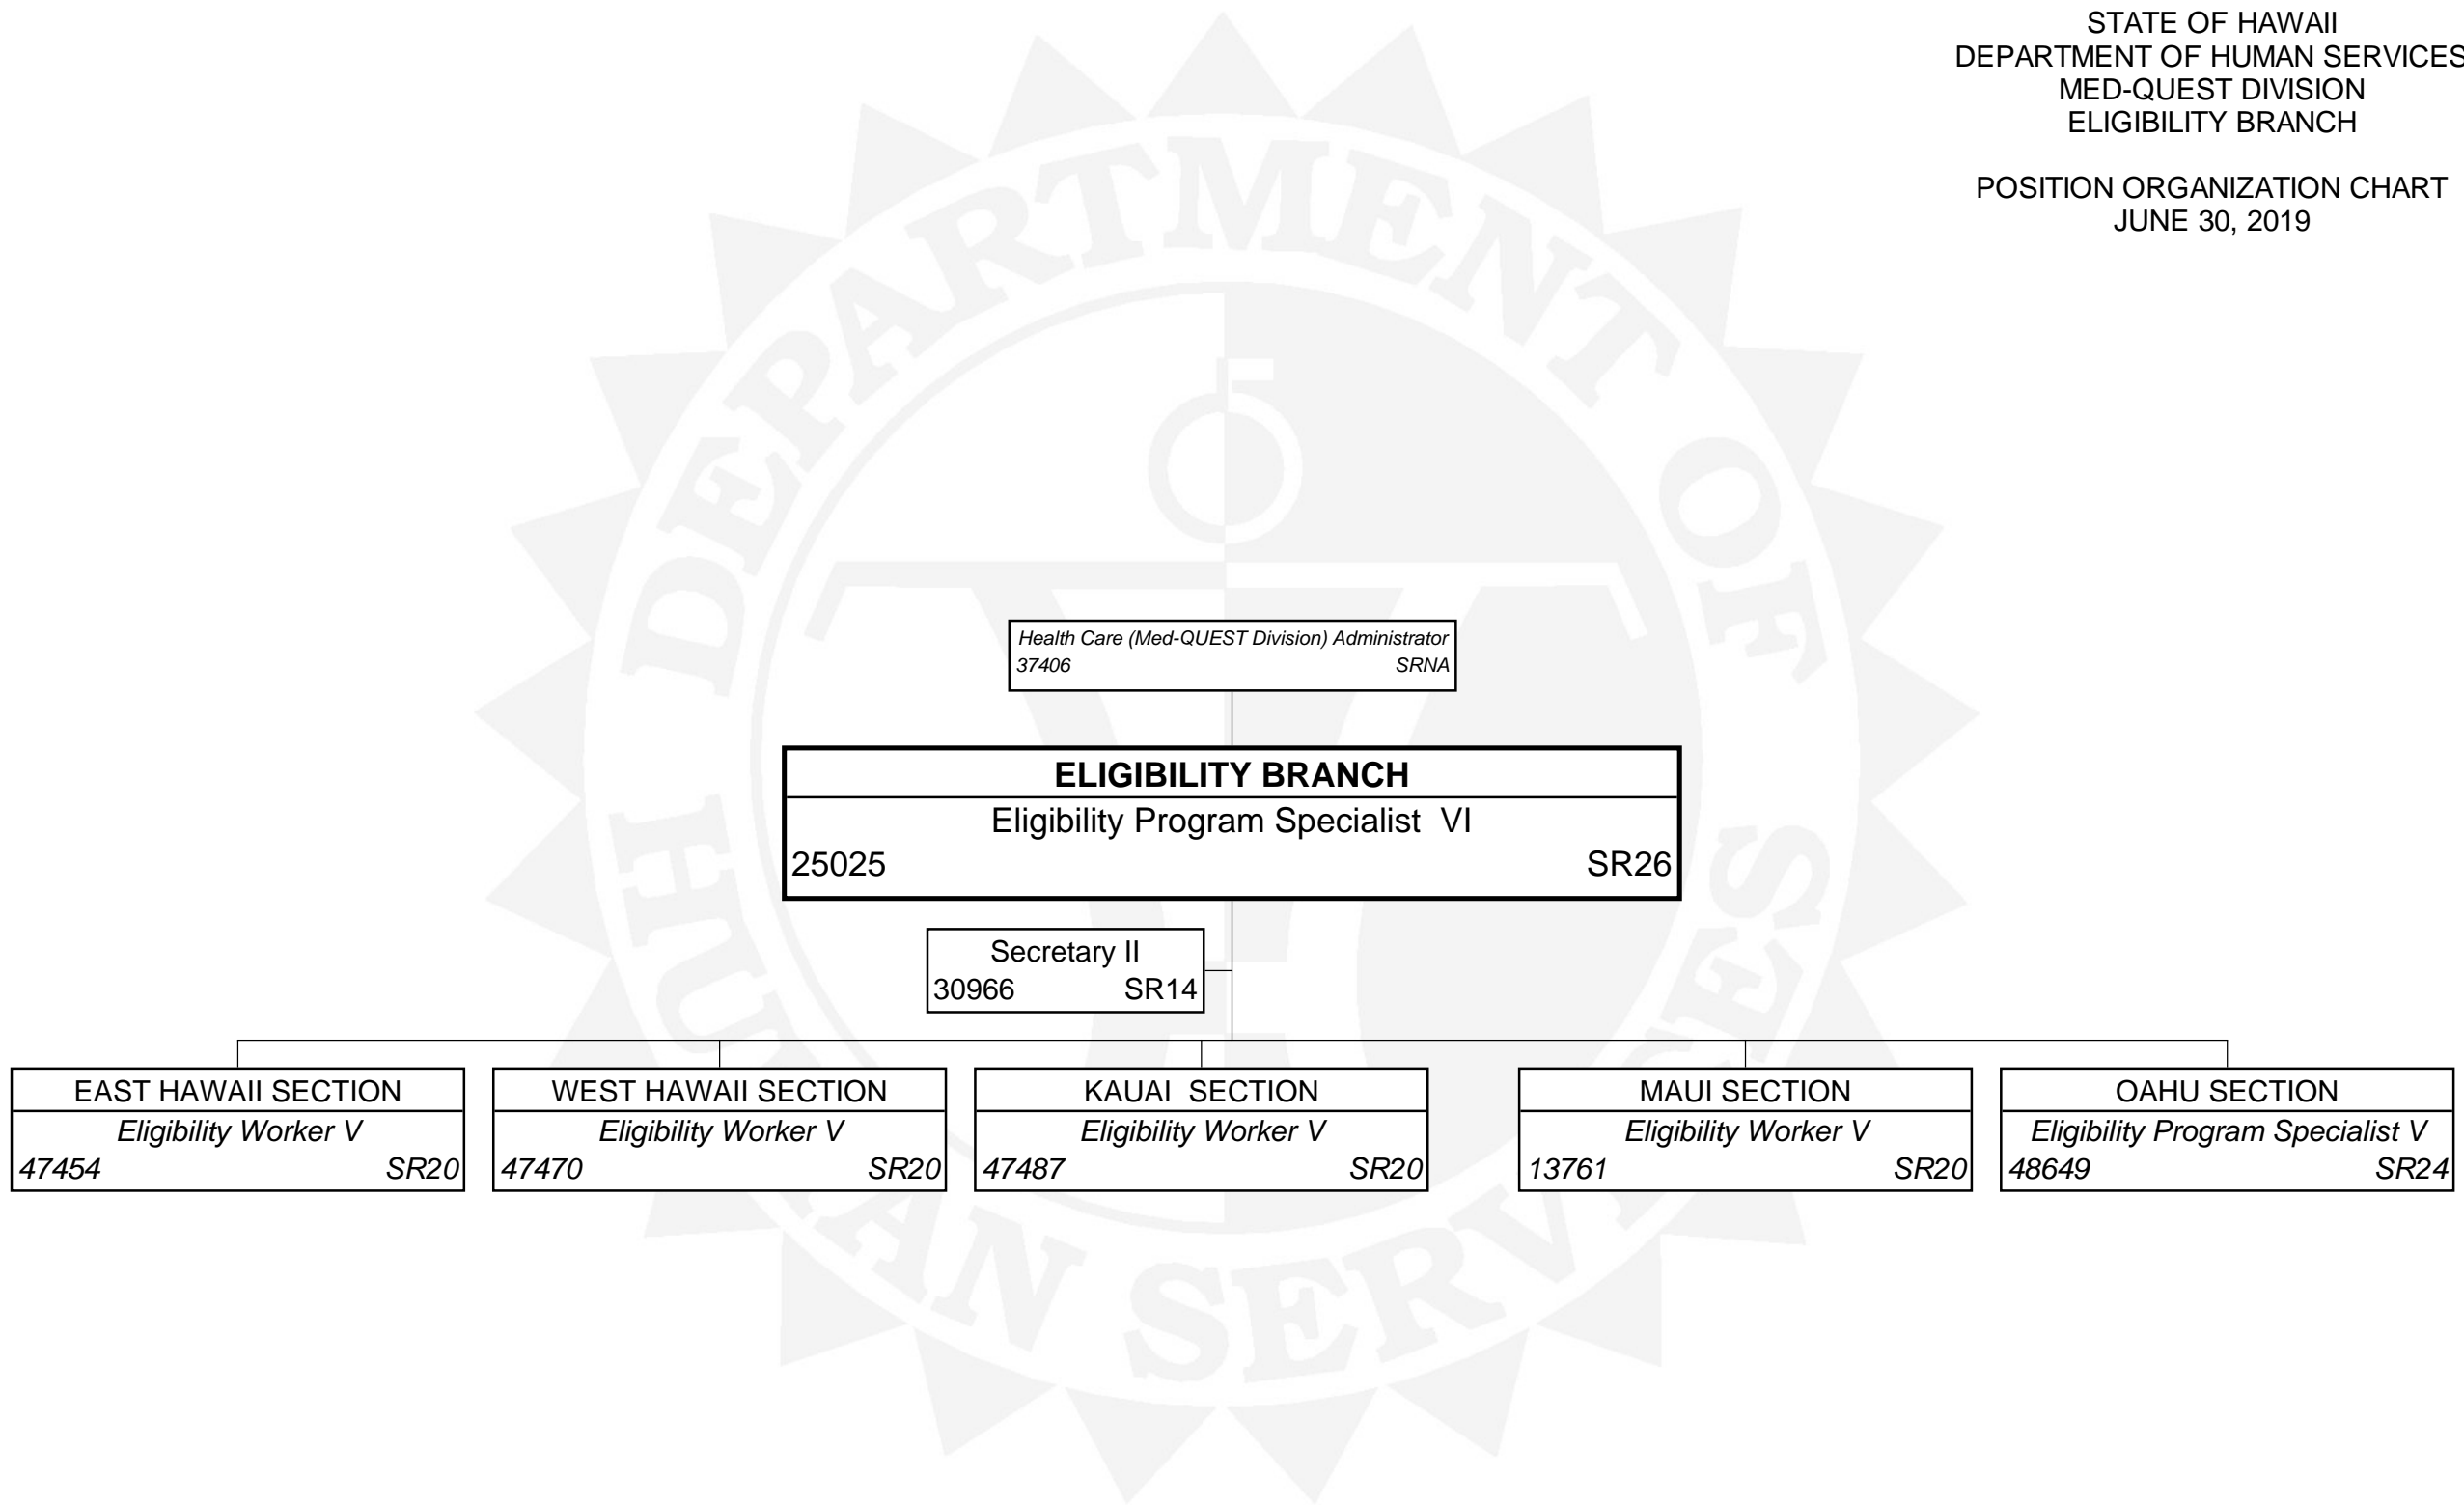 STATE OF HAWAII
DEPARTMENT OF HUMAN SERVICES
MED-QUEST DIVISION
ELIGIBILITY BRANCH
POSITION ORGANIZATION CHART
JUNE 30, 2019
DEPARTMENT OF
HUMAN SERVICES
Health Care (Med-QUEST Division) Administrator
37406 SRNA
ELIGIBILITY BRANCH
Eligibility Program Specialist VI
25025 SR26
Secretary II
30966 SR14
EAST HAWAII SECTION
Eligibility Worker V
47454 SR20
WEST HAWAII SECTION
Eligibility Worker V
47470 SR20
KAUAI SECTION
Eligibility Worker V
47487 SR20
MAUI SECTION
Eligibility Worker V
13761 SR20
OAHU SECTION
Eligibility Program Specialist V
48649 SR24